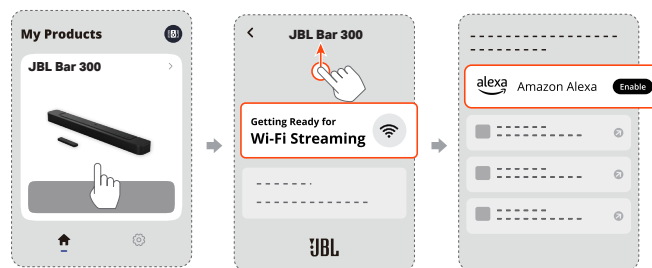 My Products
JBL Bar 300
JBL Bar 300
Getting Ready for
Wi-Fi Streaming
JBL
alexa
Amazon Alexa
Enable